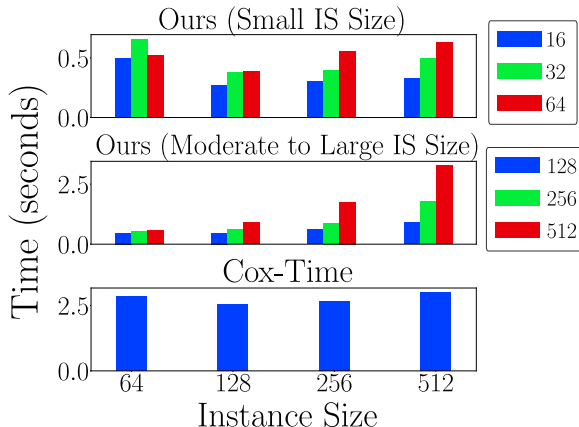 Ours (Small IS Size)
0.5
0.0
16
32
64
Ours (Moderate to Large IS Size)
2.5
0.0
128
256
512
Cox-Time
2.5
0.0
64 128 256 512
Instance Size
Time (seconds)